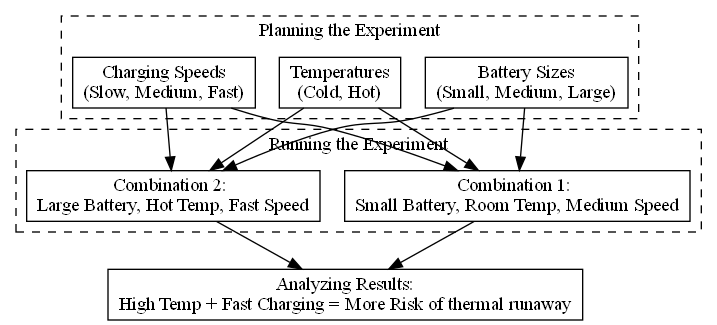 Planning the Experiment
Charging Speeds
(Slow, Medium, Fast)
Temperatures
(Cold, Hot)
Battery Sizes
(Small, Medium, Large)
Running the Experiment
Combination 2:
Large Battery, Hot Temp, Fast Speed
Combination 1:
Small Battery, Room Temp, Medium Speed
Analyzing Results:
High Temp + Fast Charging = More Risk of thermal runaway